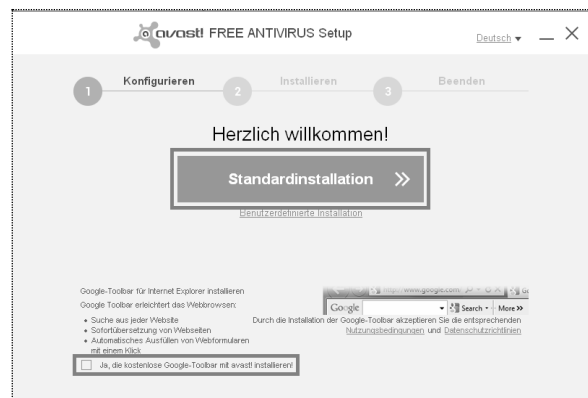 avast! FREE ANTIVIRUS Setup
Deutsch
1 Konfigurieren
2 Installieren
3 Beenden
Herzlich willkommen!
Standardinstallation
Benutzerdefinierte Installation
Google-Toolbar für Internet Explorer installieren
Google Toolbar erleichtert das Webbrowsen:
• Suche aus jeder Website
• Sofortübersetzung von Webseiten
• Automatisches Ausfüllen von Webformularen
mit einem Klick
www.google.com/
Google Search More »
Durch die Installation der Google-Toolbar akzeptieren Sie die entsprechenden
Nutzungsbedingungen und Datenschutzrichtlinien
Ja, die kostenlose Google-Toolbar mit avast! installieren!